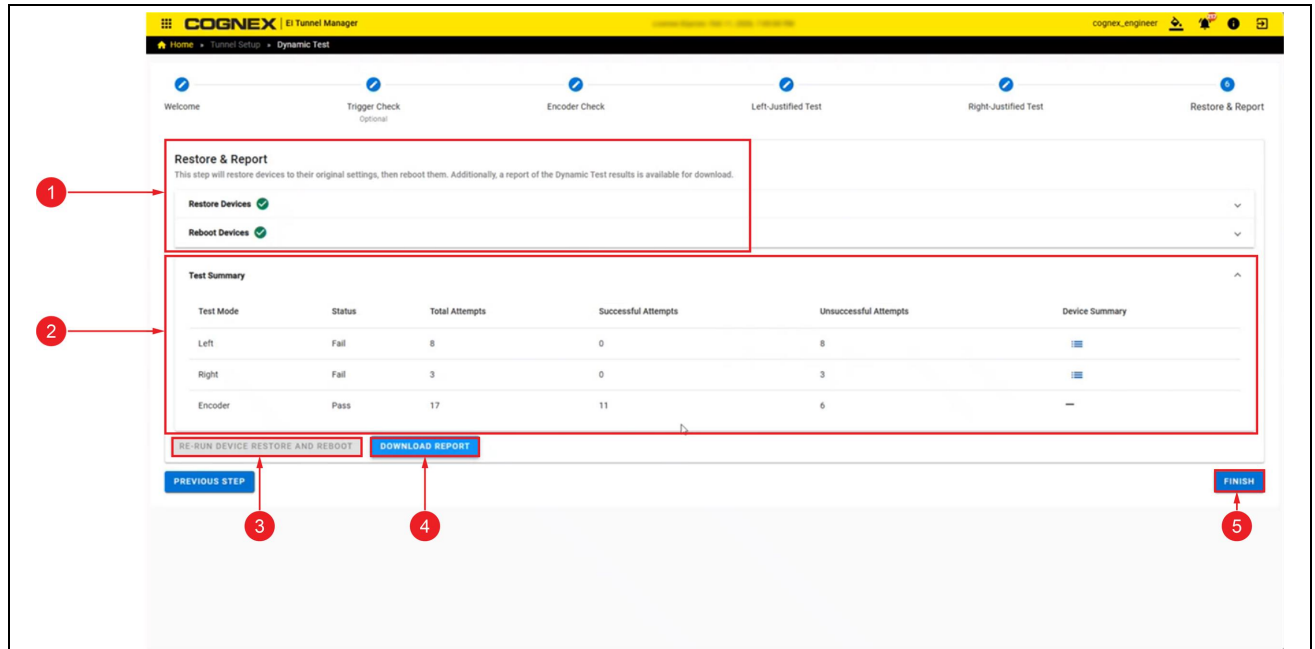 COGNEX | EI Tunnel Manager
cognex_engineer
Home • Tunnel Setup • Dynamic Test
6
Welcome
Trigger Check
Optional
Encoder Check
Left-Justified Test
Right-Justified Test
Restore & Report
Restore & Report
This step will restore devices to their original settings, then reboot them. Additionally, a report of the Dynamic Test results is available for download.
1
Restore Devices
Reboot Devices
Test Summary
Test Mode Status Total Attempts Successful Attempts Unsuccessful Attempts Device Summary
2
Left Fail 8 0 8
Right Fail 3 0 3
Encoder Pass 17 11 6 —
RE-RUN DEVICE RESTORE AND REBOOT DOWNLOAD REPORT
PREVIOUS STEP FINISH
3 4 5